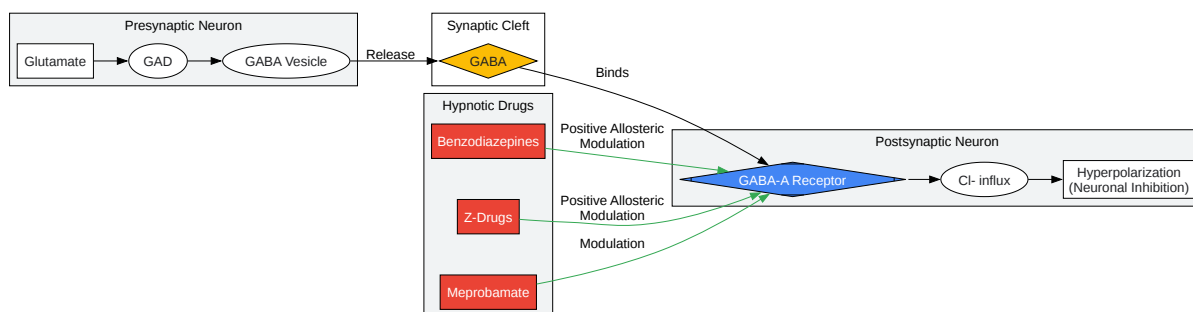 Presynaptic Neuron
Glutamate
GAD
GABA Vesicle
Release
Synaptic Cleft
GABA
Binds
Hypnotic Drugs
Benzodiazepines
Positive Allosteric
Modulation
Z-Drugs
Positive Allosteric
Modulation
Meprobamate
Modulation
Postsynaptic Neuron
GABA-A Receptor
Cl- influx
Hyperpolarization
(Neuronal Inhibition)